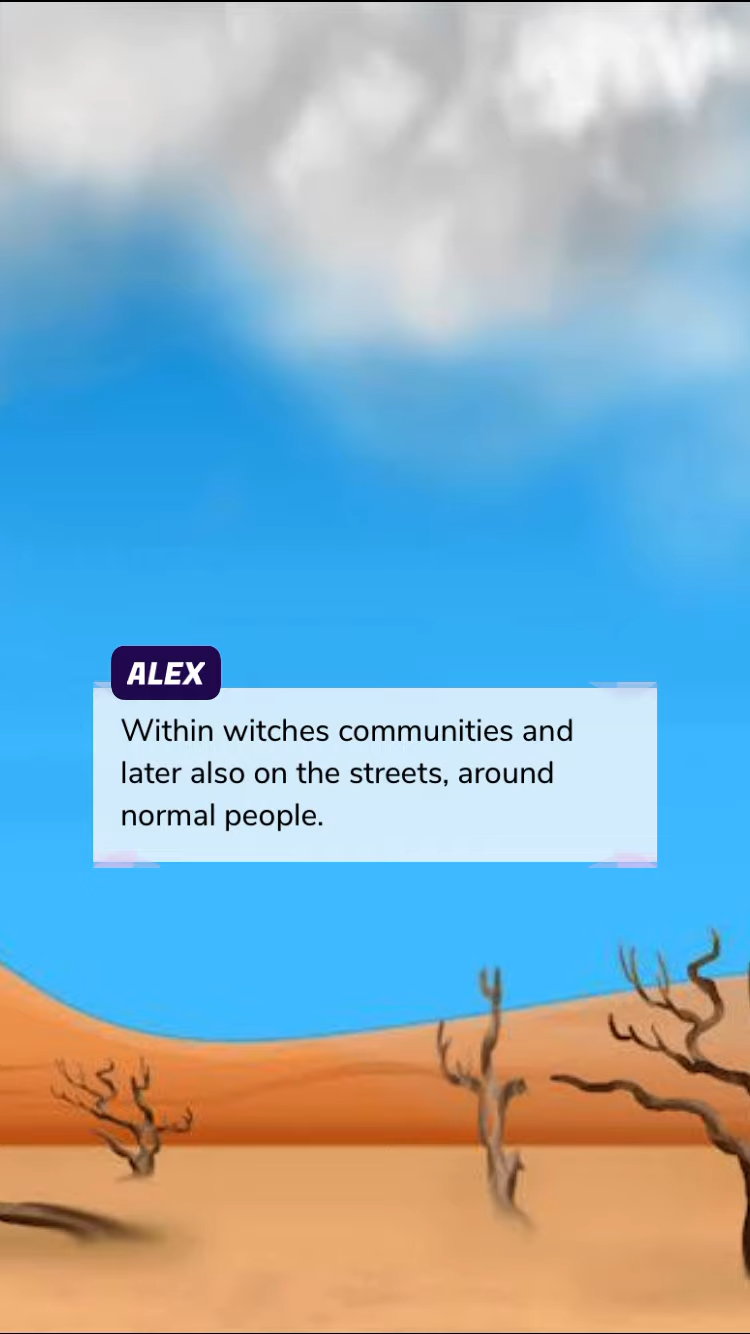 ALEX
Within witches communities and
later also on the streets, around
normal people.